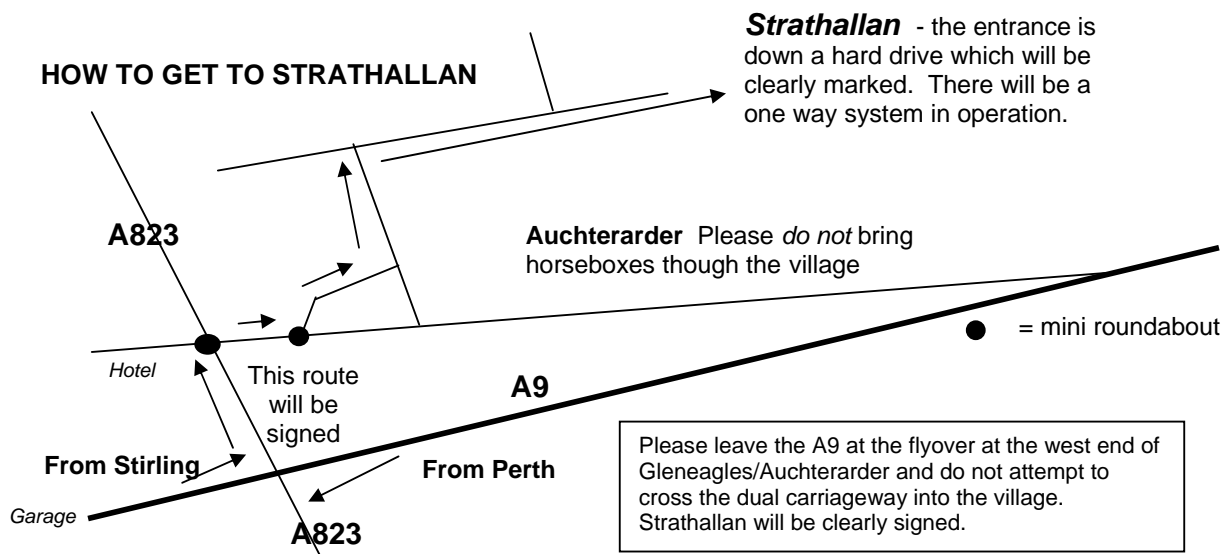 HOW TO GET TO STRATHALLAN
Strathallan - the entrance is
down a hard drive which will be
clearly marked. There will be a
one way system in operation.
A823
Auchterarder Please do not bring
horseboxes though the village
= mini roundabout
Hotel
This route
will be
signed
A9
From Stirling
From Perth
Garage
A823
Please leave the A9 at the flyover at the west end of
Gleneagles/Auchterarder and do not attempt to
cross the dual carriageway into the village.
Strathallan will be clearly signed.